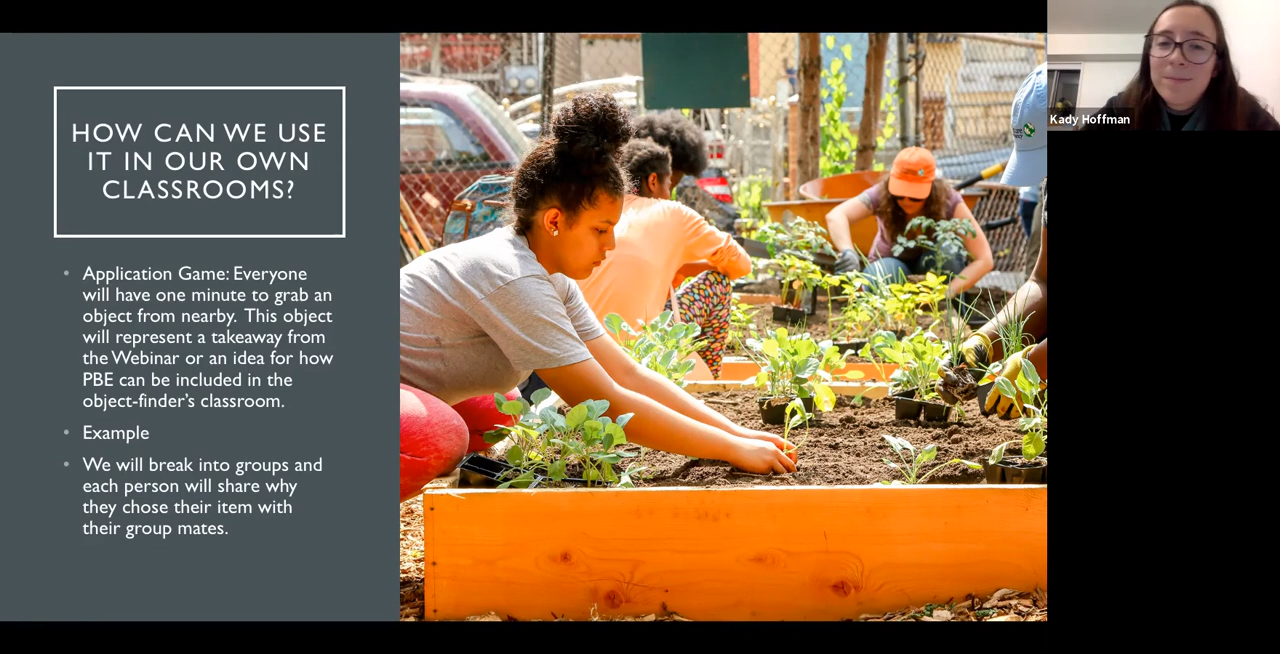 HOW CAN WE USE
IT IN OUR OWN
CLASSROOMS?
• Application Game: Everyone
will have one minute to grab an
object from nearby. This object
will represent a takeaway from
the Webinar or an idea for how
PBE can be included in the
object-finder's classroom.
• Example
• We will break into groups and
each person will share why
they chose their item with
their group mates.
Kady Hoffman